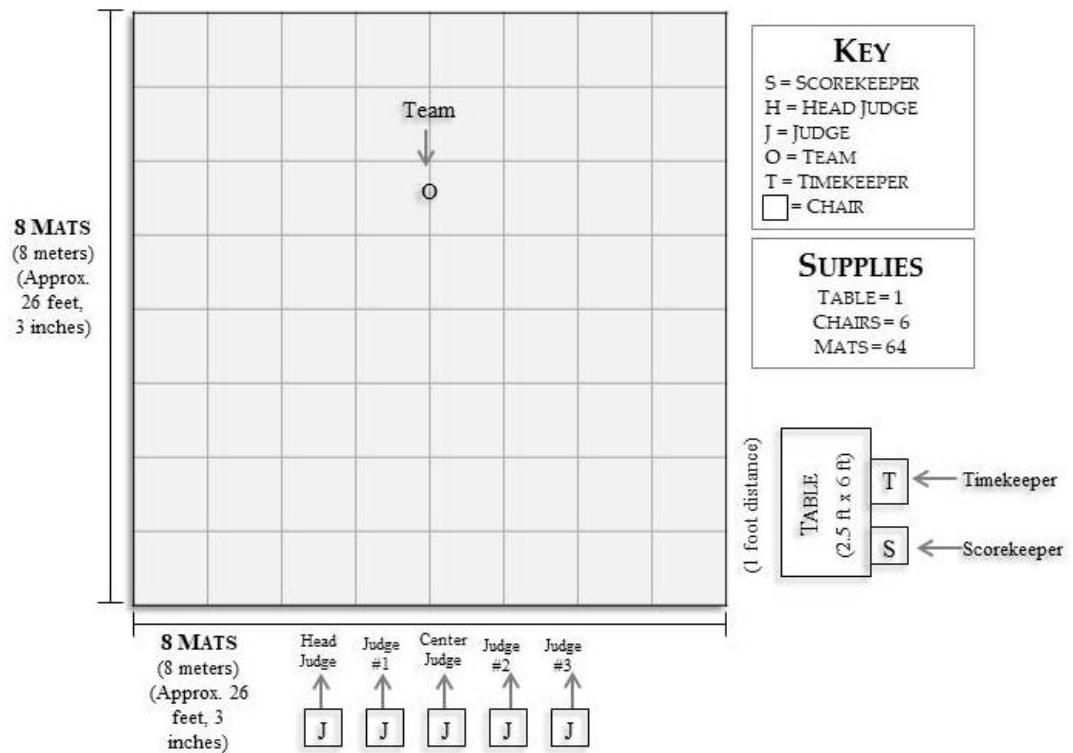 Team
O
8 MATS
(8 meters)
(Approx.
26 feet,
3 inches)
KEY
S = SCOREKEEPER
H = HEAD JUDGE
J = JUDGE
O = TEAM
T = TIMEKEEPER
= CHAIR
SUPPLIES
TABLE = 1
CHAIRS = 6
MATS = 64
(1 foot distance)
TABLE
(2.5 ft x 6 ft)
T
Timekeeper
S
Scorekeeper
8 MATS
(8 meters)
(Approx. 26
feet, 3
inches)
Head
Judge
Judge
#1
Center
Judge
Judge
#2
Judge
#3
J
J
J
J
J